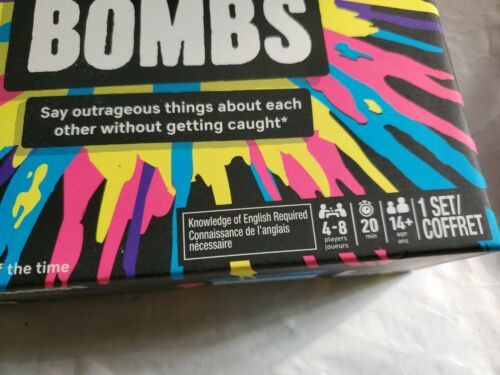 BOMBS
Say outrageous things about each
other without getting caught*
Knowledge of English Required
Connaissance de l'anglais
nécessaire
4-8
players
joueurs
20
min
14+
age
ans
1 SET/
COFFRET
of the time